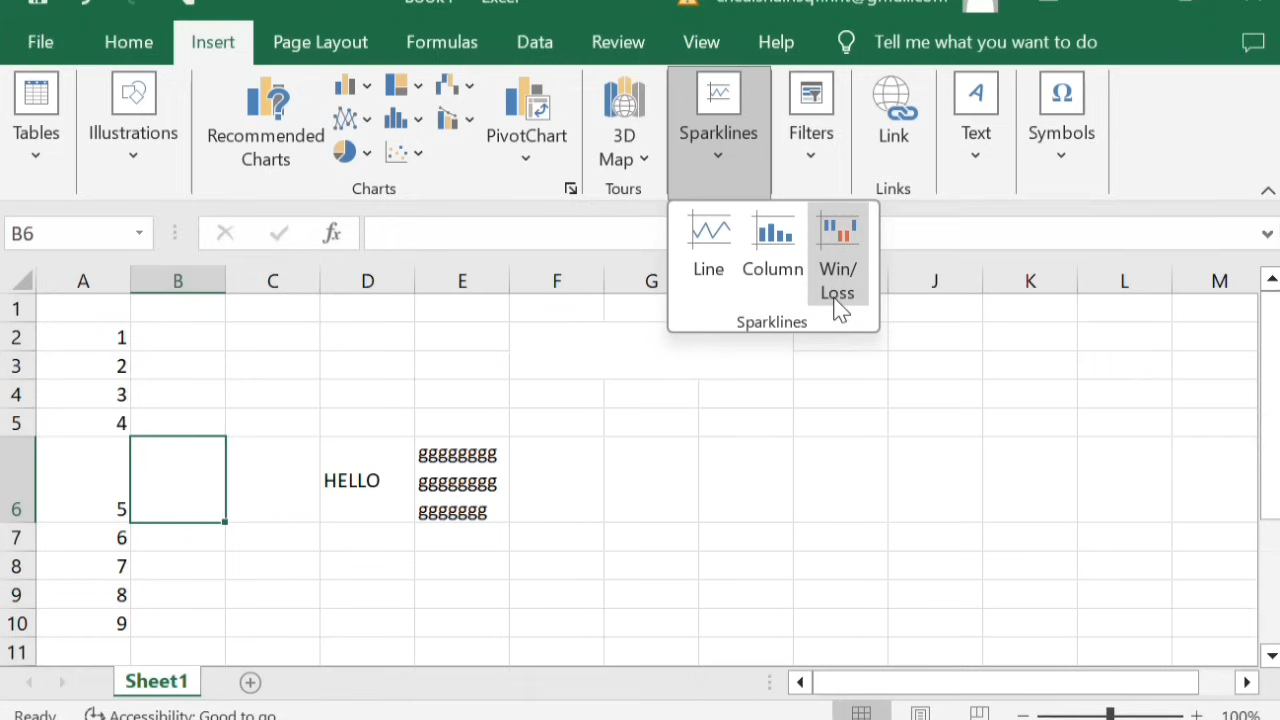 File Home Insert Page Layout Formulas Data Review View Help Tell me what you want to do
Tables
Illustrations
Recommended
Charts
PivotChart
3D
Map
Sparklines
Filters
Link
Text
Symbols
Charts
Tours
Links
B6
fx
Line
Column
Win/
Loss
Sparklines
A B C D E F G J K L M
1
2 1
3 2
4 3
5 4
6 5 HELLO
gggggggg
gggggggg
ggggggg
7 6
8 7
9 8
10 9
11
Sheet1
Ready Accessibility: Good to go 100%